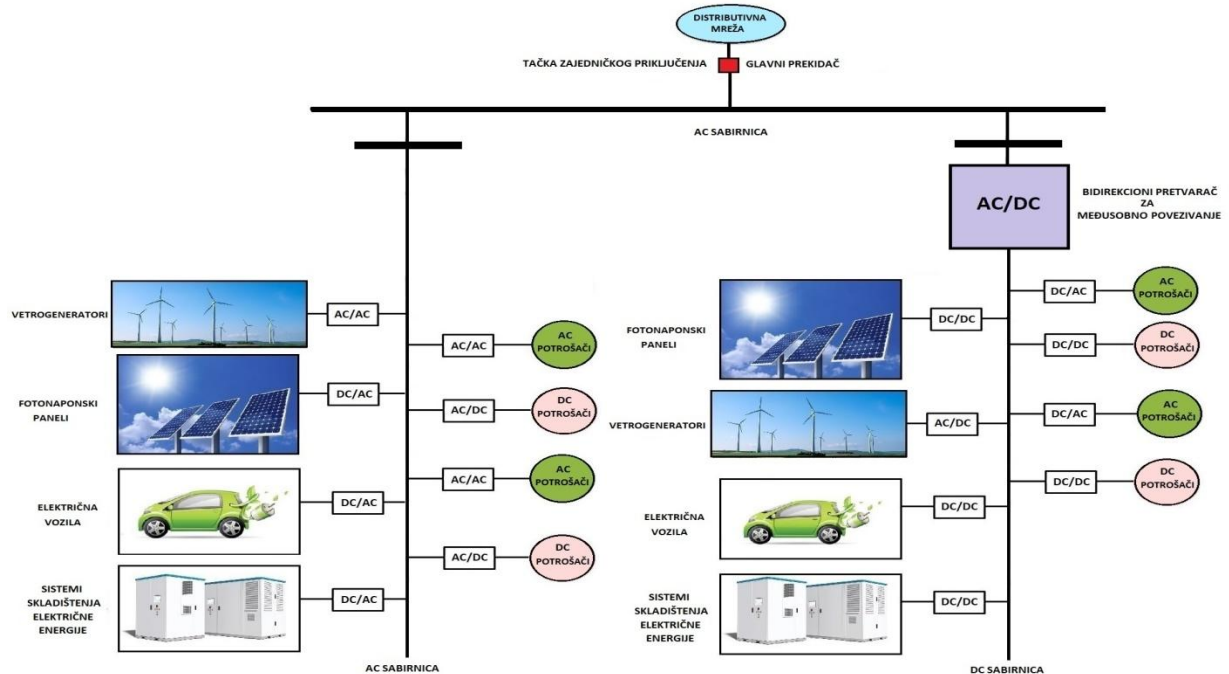 DISTRIBUTIVNA
MREŽA
TAČKA ZAJEDNIČKOG PRIKLJUČENJA
GLAVNI PREKIDAČ
AC SABIRNICA
AC/DC
BIDIREKCIONI PRETVARAČ
ZA
MEĐUSOBNO POVEZIVANJE
VETROGENERATORI
AC/AC
AC/AC
AC
POTROŠAČI
FOTONAPONSKI
PANELI
DC/AC
AC/DC
DC
POTROŠAČI
AC/AC
AC
POTROŠAČI
ELEKTRIČNA
VOZILA
DC/AC
AC/DC
DC
POTROŠAČI
SISTEMI
SKLADIŠTENJA
ELEKTRIČNE
ENERGIJE
DC/AC
AC SABIRNICA
DC/AC
AC
POTROŠAČI
FOTONAPONSKI
PANELI
DC/DC
DC/DC
DC
POTROŠAČI
DC/AC
AC
POTROŠAČI
VETROGENERATORI
AC/DC
DC/DC
DC
POTROŠAČI
ELEKTRIČNA
VOZILA
DC/DC
SISTEMI
SKLADIŠTENJA
ELEKTRIČNE
ENERGIJE
DC/DC
DC SABIRNICA